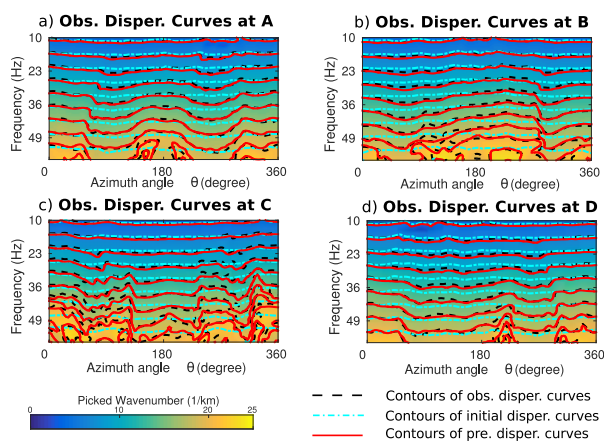 a) Obs. Disper. Curves at A
10
23
36
49
Frequency (Hz)
0
180
360
Azimuth angle θ (degree)
b) Obs. Disper. Curves at B
10
23
36
49
Frequency (Hz)
0
180
360
Azimuth angle θ (degree)
c) Obs. Disper. Curves at C
10
23
36
49
Frequency (Hz)
0
180
360
Azimuth angle θ (degree)
d) Obs. Disper. Curves at D
10
23
36
49
Frequency (Hz)
0
180
360
Azimuth angle θ (degree)
Picked Wavenumber (1/km)
0
10
20
25
Contours of obs. disper. curves
Contours of initial disper. curves
Contours of pre. disper. curves